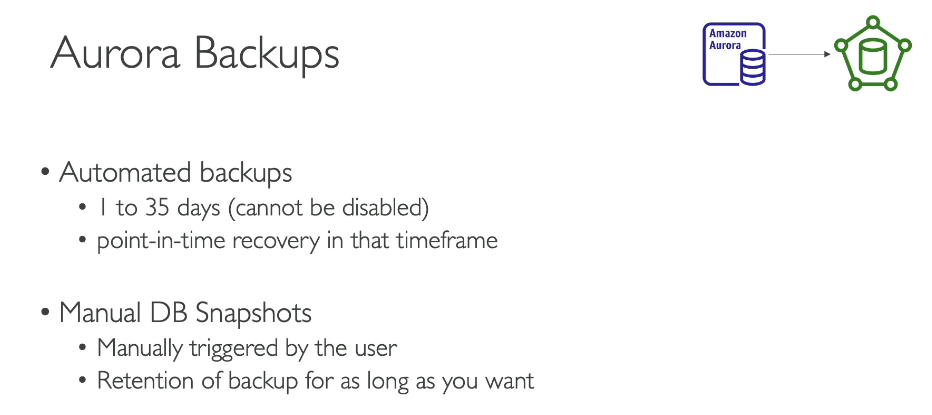 Aurora Backups
Amazon
Aurora
• Automated backups
• 1 to 35 days (cannot be disabled)
• point-in-time recovery in that timeframe
• Manual DB Snapshots
• Manually triggered by the user
• Retention of backup for as long as you want